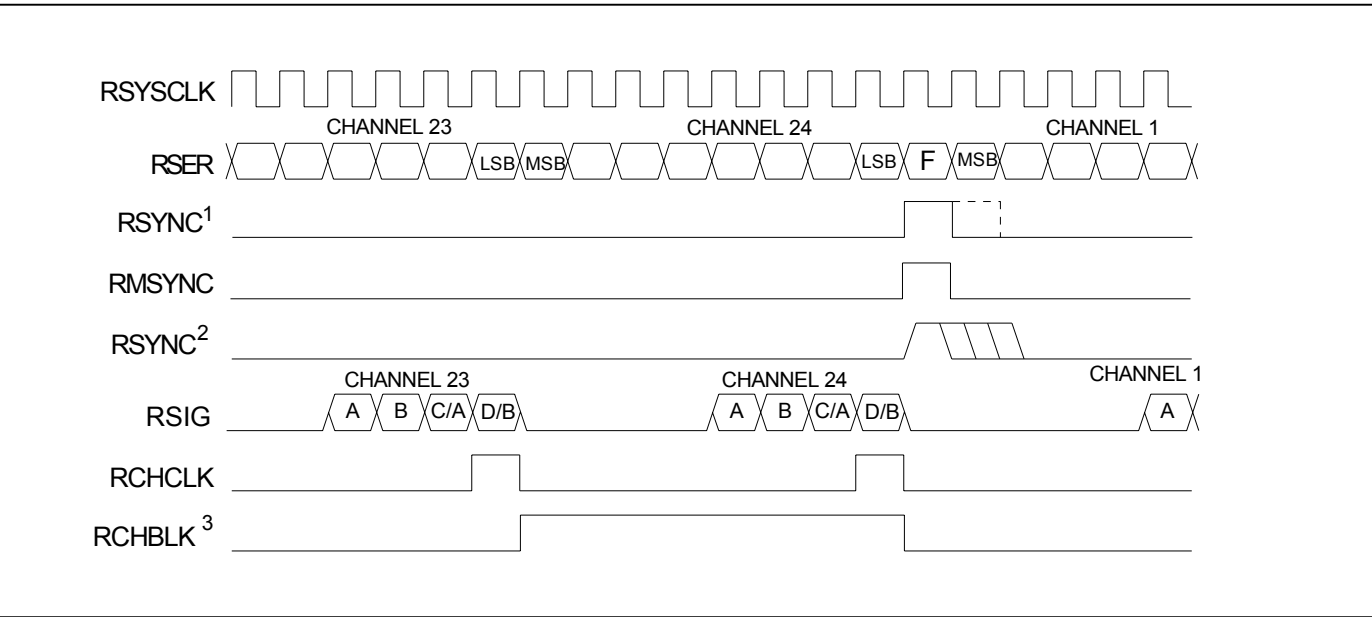 RSYSCLK
CHANNEL 23 CHANNEL 24 CHANNEL 1
RSER LSB MSB LSB F MSB
RSYNC1
RMSYNC
RSYNC2
CHANNEL 23 CHANNEL 24 CHANNEL 1
RSIG A B C/A D/B A B C/A D/B A
RCHCLK
RCHBLK 3